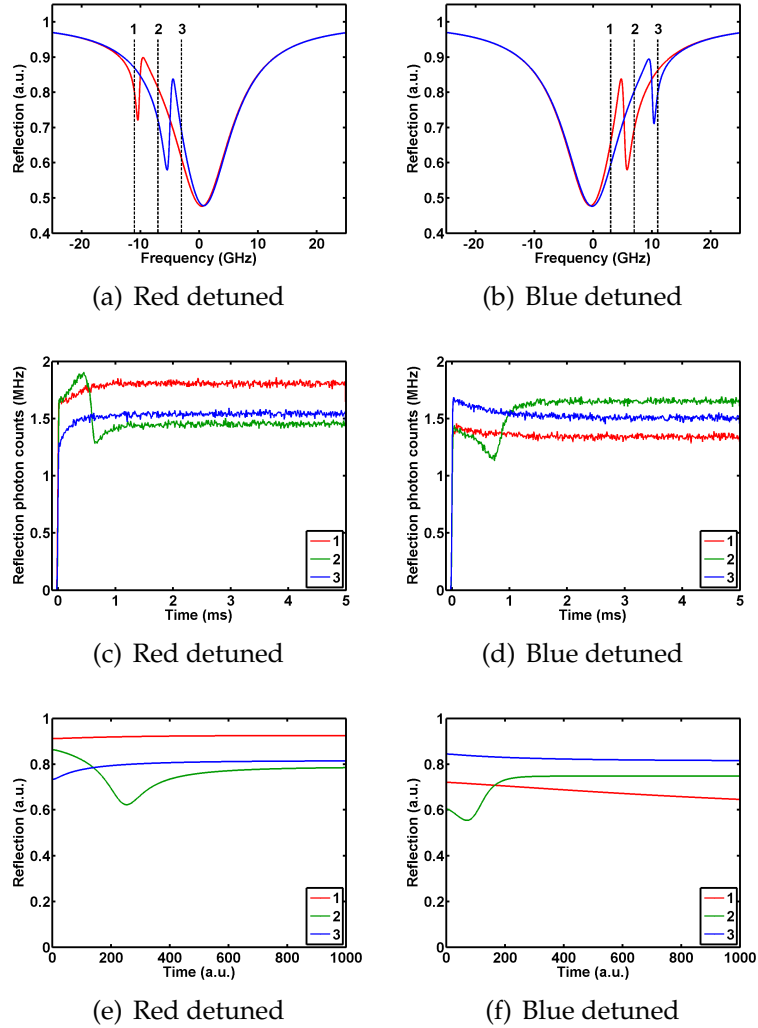 1 2 3
1
0.9
0.8
0.7
0.6
0.5
0.4
Reflection (a.u.)
-20 -10 0 10 20
Frequency (GHz)
(a) Red detuned
1 2 3
1
0.9
0.8
0.7
0.6
0.5
0.4
Reflection (a.u.)
-20 -10 0 10 20
Frequency (GHz)
(b) Blue detuned
2
1.5
1
0.5
0
Reflection photon counts (MHz)
1
2
3
0 1 2 3 4 5
Time (ms)
(c) Red detuned
2
1.5
1
0.5
0
Reflection photon counts (MHz)
1
2
3
0 1 2 3 4 5
Time (ms)
(d) Blue detuned
1
0.8
0.6
0.4
0.2
0
Reflection (a.u.)
1
2
3
0 200 400 600 800 1000
Time (a.u.)
(e) Red detuned
1
0.8
0.6
0.4
0.2
0
Reflection (a.u.)
1
2
3
0 200 400 600 800 1000
Time (a.u.)
(f) Blue detuned